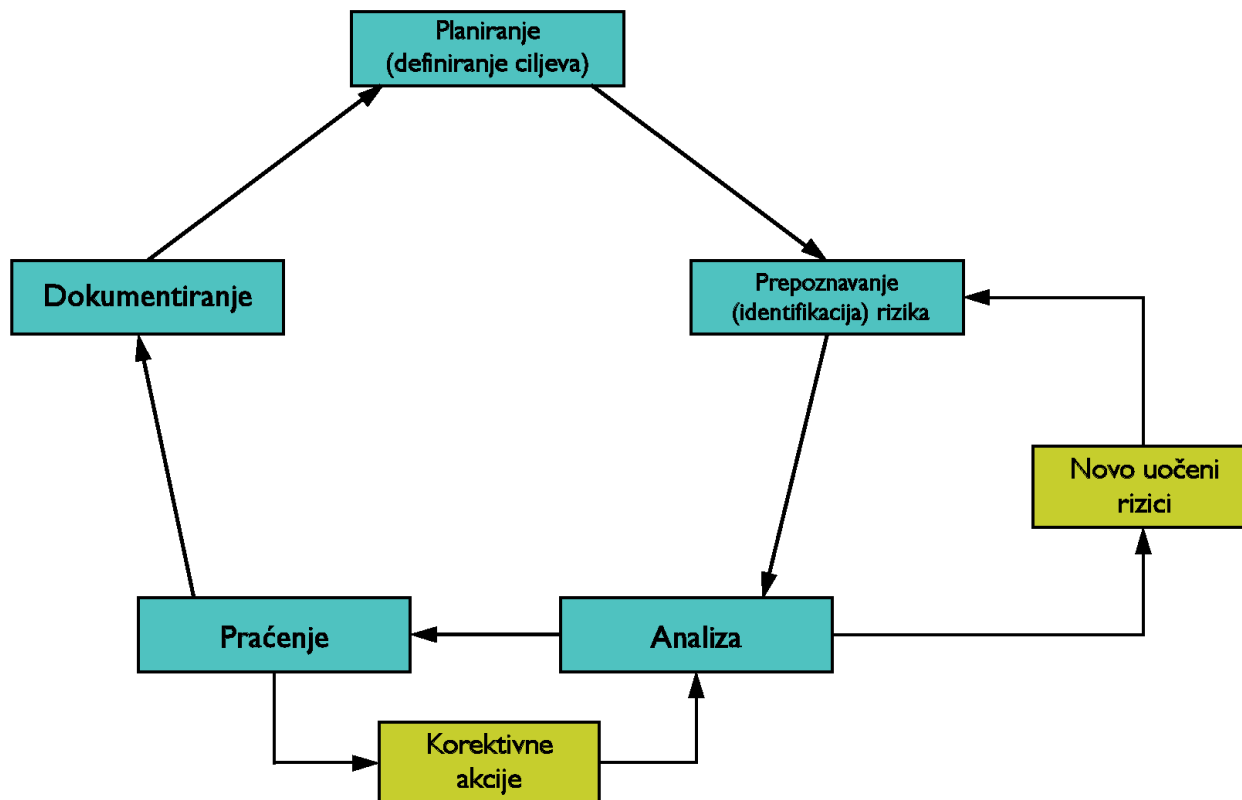 Planiranje
(definiranje ciljeva)
Dokumentiranje
Prepoznavanje
(identifikacija) rizika
Novo uočeni
rizici
Praćenje
Analiza
Korektivne
akcije